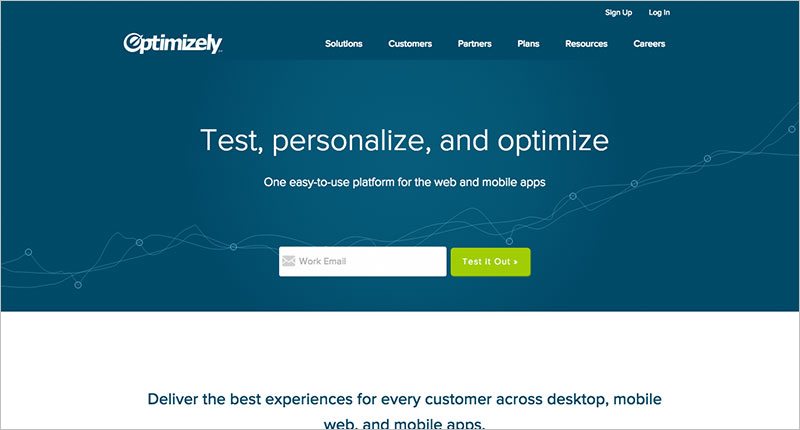 Sign Up Log In
Optimizely
Solutions Customers Partners Plans Resources Careers
Test, personalize, and optimize
One easy-to-use platform for the web and mobile apps
Work Email
Test It Out »
Deliver the best experiences for every customer across desktop, mobile
web, and mobile apps.